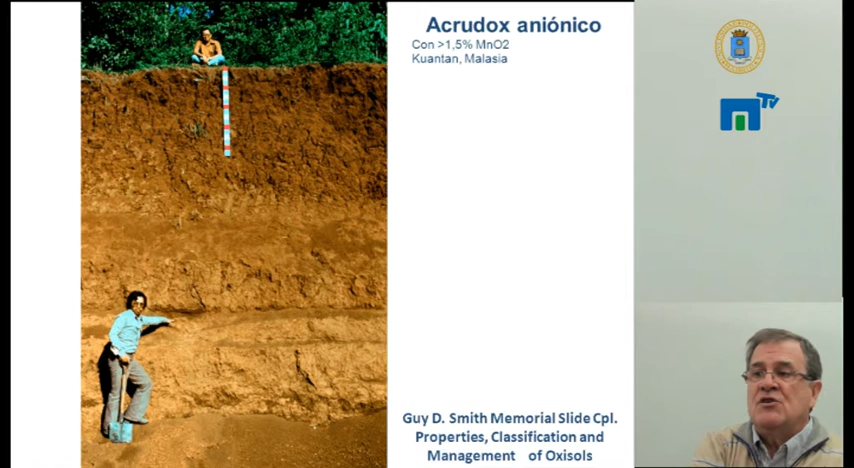 Acrudox aniónico
Con >1,5% MnO2
Kuantan, Malasia
TV
Guy D. Smith Memorial Slide Cpl.
Properties, Classification and
Management of Oxisols